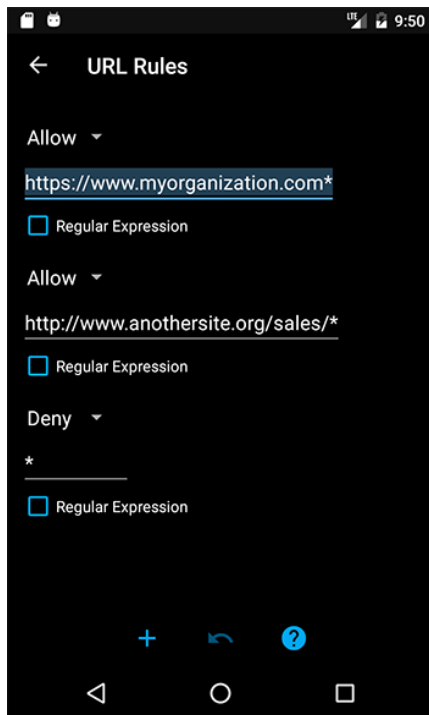 LTE 9:50
URL Rules
Allow
https://www.myorganization.com*
Regular Expression
Allow
http://www.anothersite.org/sales/*
Regular Expression
Deny
*
Regular Expression
+
?